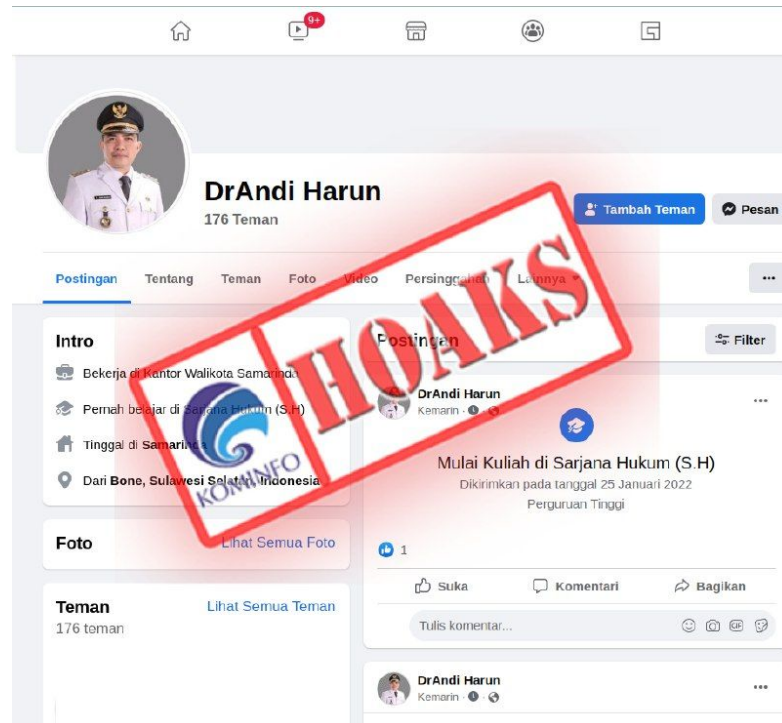 9+
DrAndi Harun
176 Teman
Tambah Teman
Pesan
Postingan Tentang Teman Foto Video Persinggahan Lainnya
HOAKS
KOMINFO
Intro
Bekerja di Kantor Walikota Samarinda
Pernah belajar di Sarjana Hukum (S.H)
Tinggal di Samarinda
Dari Bone, Sulawesi Selatan, Indonesia
Foto
Lihat Semua Foto
Teman
Lihat Semua Teman
176 teman
Postingan
Filter
DrAndi Harun
Kemarin
Mulai Kuliah di Sarjana Hukum (S.H)
Dikirimkan pada tanggal 25 Januari 2022
Perguruan Tinggi
1
Suka Komentari Bagikan
Tulis komentar...
GIF
DrAndi Harun
Kemarin